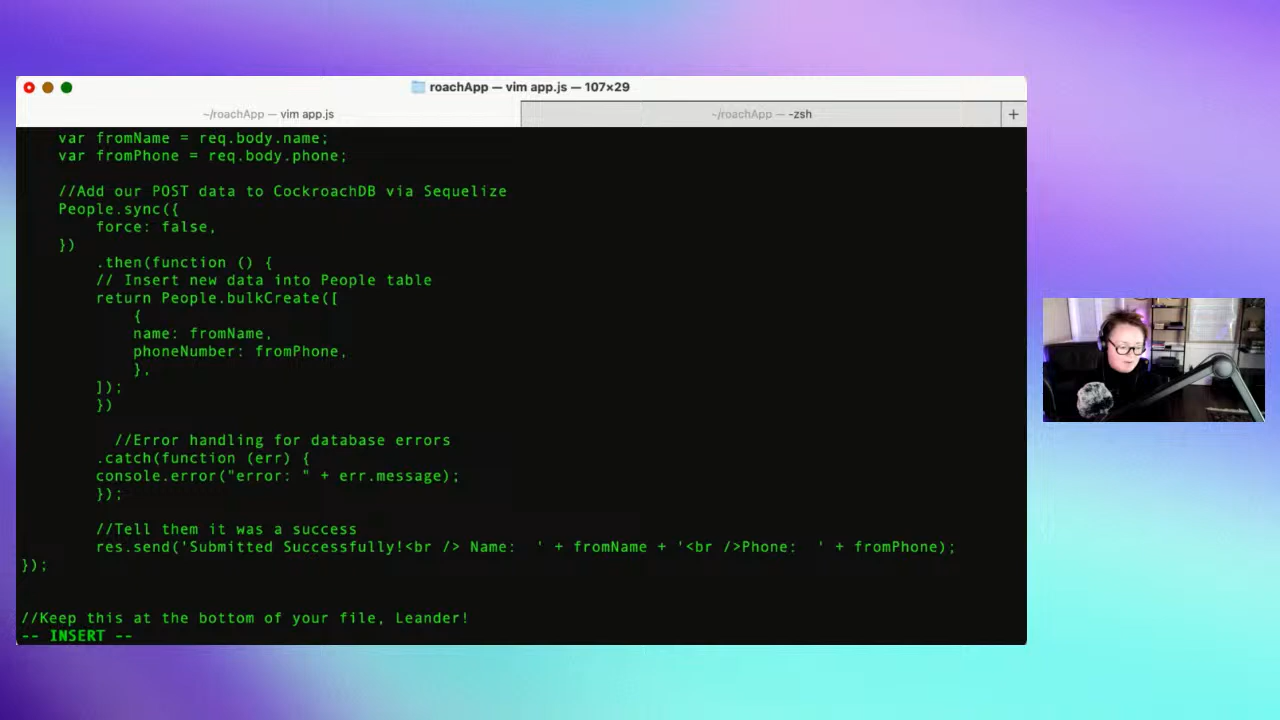 roachApp — vim app.js — 107×29
~/roachApp — vim app.js
~/roachApp — -zsh
+
var fromName = req.body.name;
var fromPhone = req.body.phone;
//Add our POST data to CockroachDB via Sequelize
People.sync({
force: false,
})
.then(function () {
// Insert new data into People table
return People.bulkCreate([
{
name: fromName,
phoneNumber: fromPhone,
},
]);
})
//Error handling for database errors
.catch(function (err) {
console.error("error: " + err.message);
});
//Tell them it was a success
res.send('Submitted Successfully!<br /> Name:  ' + fromName + '<br />Phone:  ' + fromPhone);
});
//Keep this at the bottom of your file, Leander!
-- INSERT --